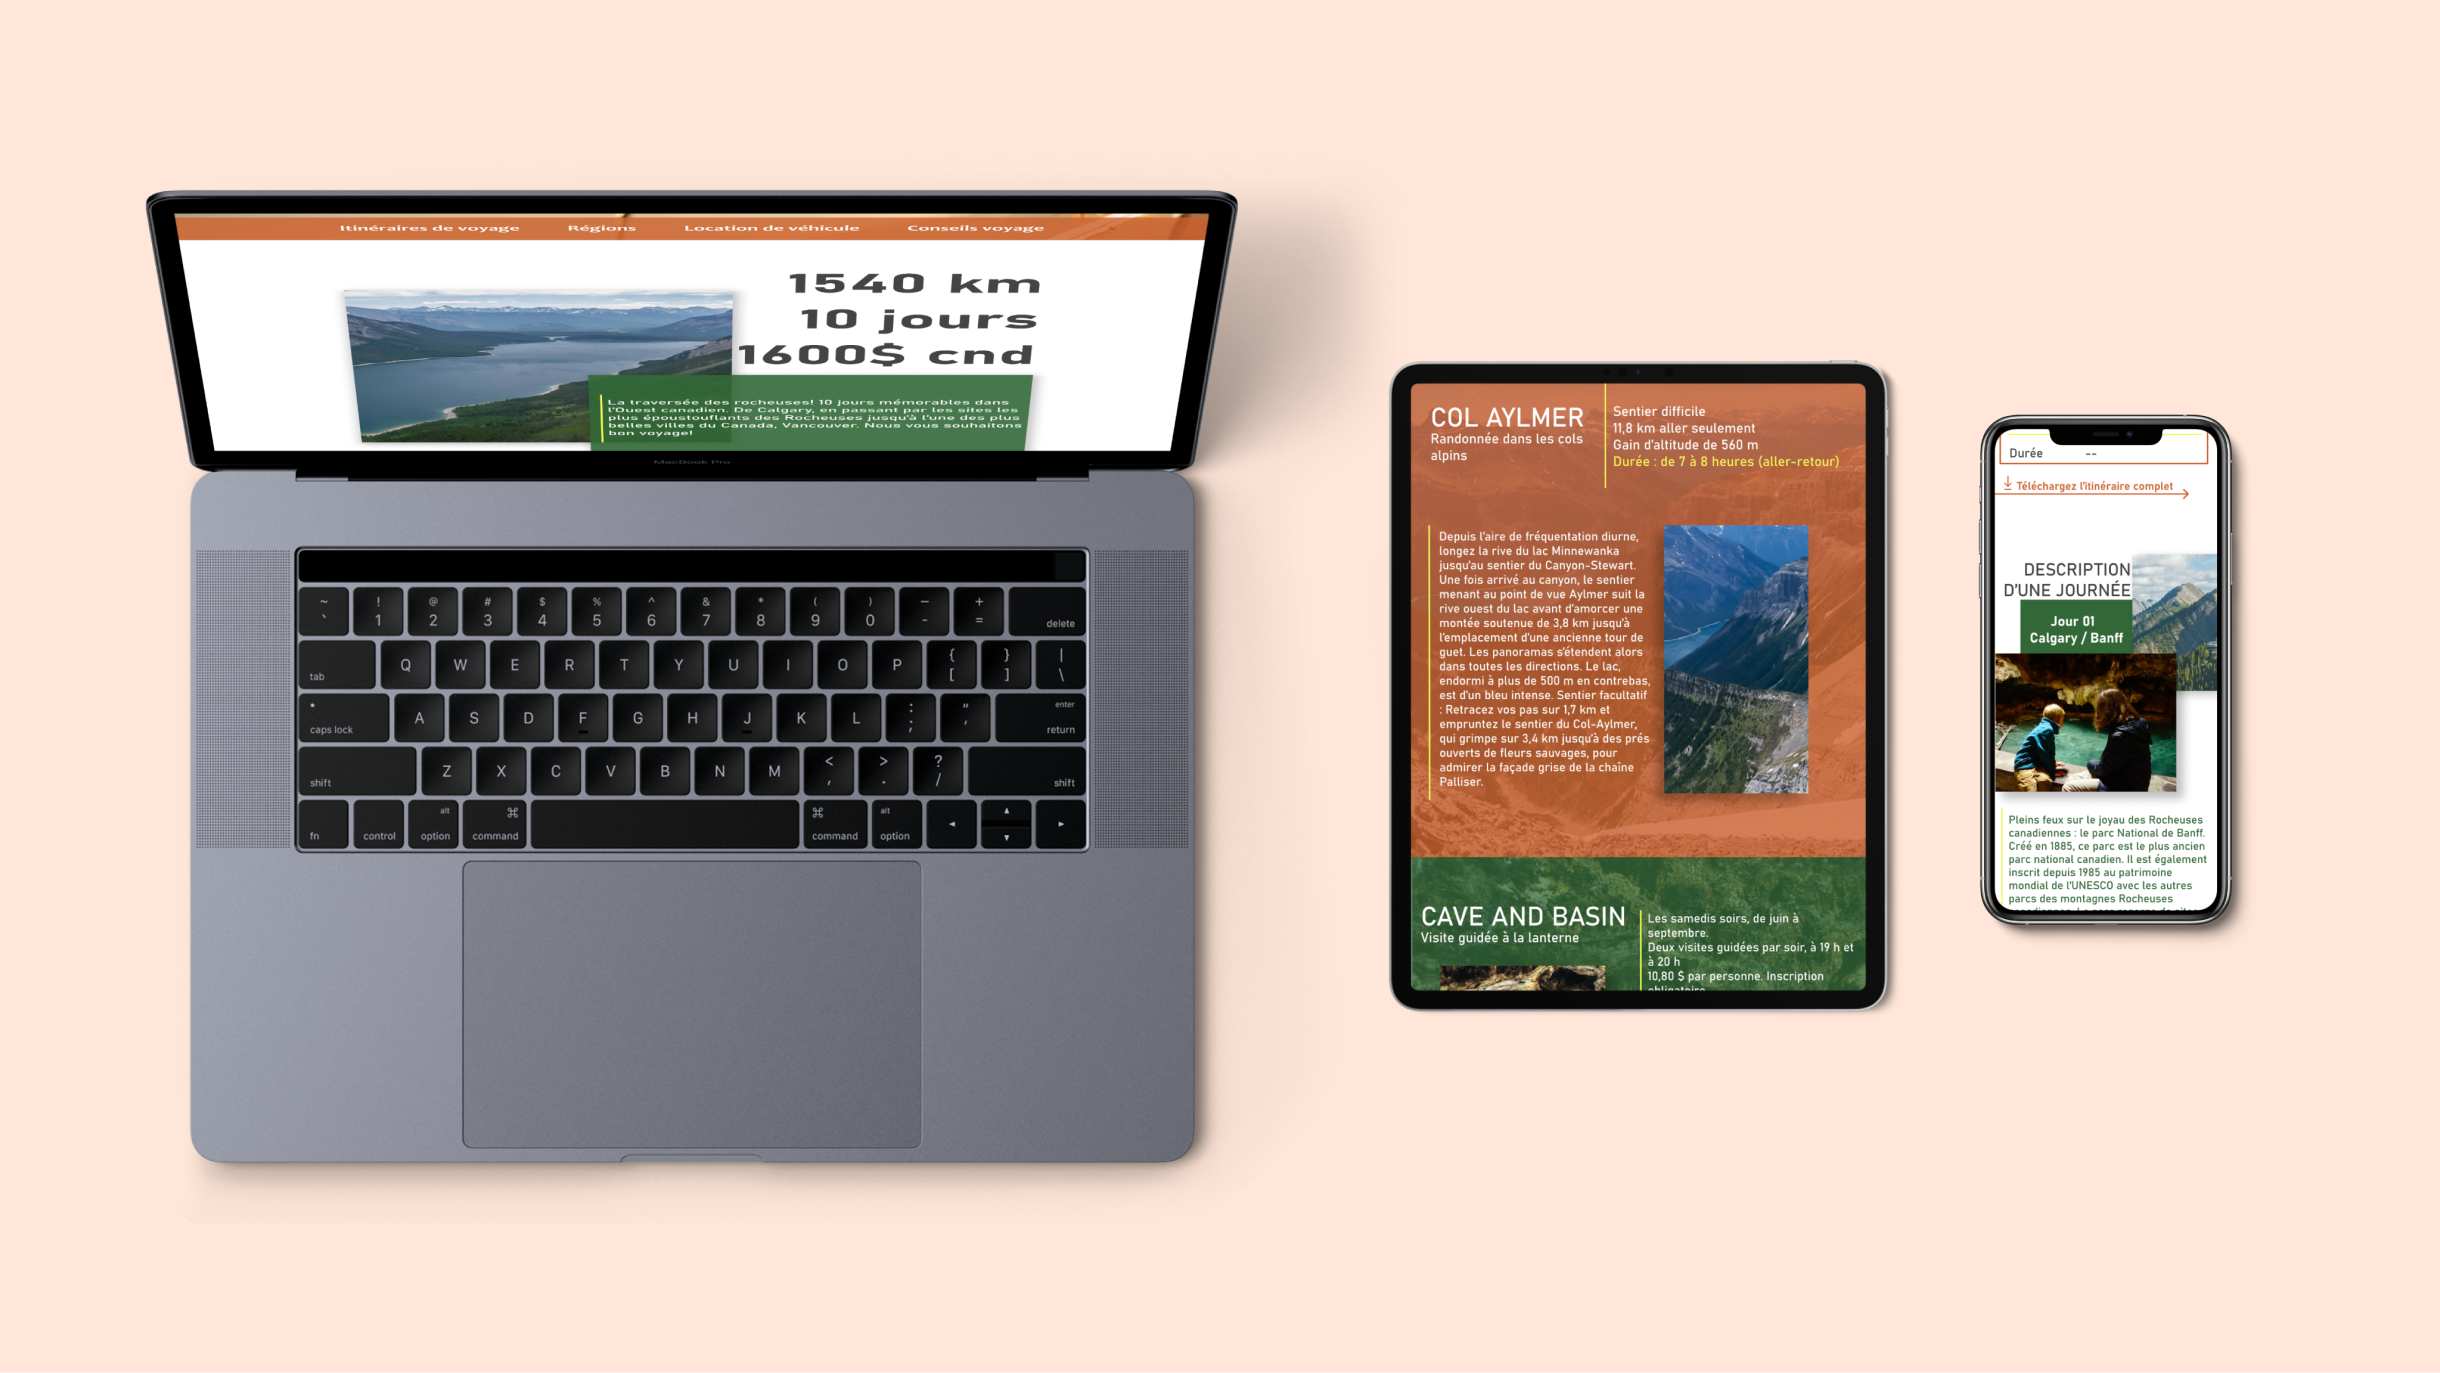 Itinéraires de voyage Régions Location de véhicule Conseils voyage
1540 km
10 jours
1600$ cnd
La traversée des rocheuses! 10 jours mémorables dans
l'Ouest canadien. De Calgary, en passant par les sites les
plus époustouflants des Rocheuses jusqu'à l'une des plus
belles villes du Canada, Vancouver. Nous vous souhaitons
bon voyage!
MacBook Pro
~ ! @ # $ % ^ & * ( ) — +
` 1 2 3 4 5 6 7 8 9 0 - = delete
tab Q W E R T Y U I O P { [ } ] | \
caps lock A S D F G H J K L : ; " ' enter return
shift Z X C V B N M < , > . ? / shift
fn control alt option ⌘ command ⌘ command alt option
COL AYLMER
Randonnée dans les cols
alpins
Sentier difficile
11,8 km aller seulement
Gain d'altitude de 560 m
Durée : de 7 à 8 heures (aller-retour)
Depuis l'aire de fréquentation diurne,
longez la rive du lac Minnewanka
jusqu'au sentier du Canyon-Stewart.
Une fois arrivé au canyon, le sentier
menant au point de vue Aylmer suit la
rive ouest du lac avant d'amorcer une
montée soutenue de 3,8 km jusqu'à
l'emplacement d'une ancienne tour de
guet. Les panoramas s'étendent alors
dans toutes les directions. Le lac,
endormi à plus de 500 m en contrebas,
est d'un bleu intense. Sentier facultatif
: Retracez vos pas sur 1,7 km et
empruntez le sentier du Col-Aylmer,
qui grimpe sur 3,4 km jusqu'à des prés
ouverts de fleurs sauvages, pour
admirer la façade grise de la chaîne
Palliser.
CAVE AND BASIN
Visite guidée à la lanterne
Les samedis soirs, de juin à
septembre.
Deux visites guidées par soir, à 19 h et
à 20 h
10,80 $ par personne. Inscription
obligatoire
Durée --
Téléchargez l'itinéraire complet
DESCRIPTION
D'UNE JOURNÉE
Jour 01
Calgary / Banff
Pleins feux sur le joyau des Rocheuses
canadiennes : le parc National de Banff.
Créé en 1885, ce parc est le plus ancien
parc national canadien. Il est également
inscrit depuis 1985 au patrimoine
mondial de l'UNESCO avec les autres
parcs des montagnes Rocheuses